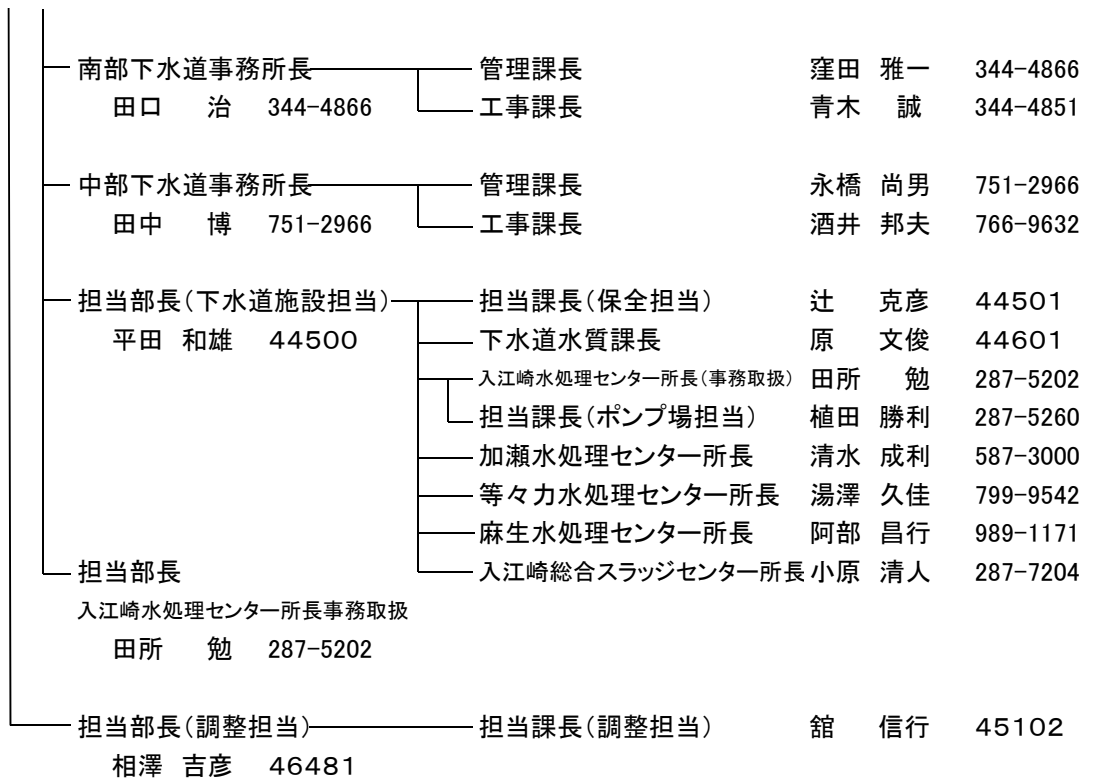 南部下水道事務所長 管理課長 窪田 雅一 344-4866
田口 治 344-4866 工事課長 青木 誠 344-4851
中部下水道事務所長 管理課長 永橋 尚男 751-2966
田中 博 751-2966 工事課長 酒井 邦夫 766-9632
担当部長(下水道施設担当) 担当課長(保全担当) 辻 克彦 44501
平田 和雄 44500 下水道水質課長 原 文俊 44601
入江崎水処理センター所長(事務取扱) 田所 勉 287-5202
担当課長(ポンプ場担当) 植田 勝利 287-5260
加瀬水処理センター所長 清水 成利 587-3000
等々力水処理センター所長 湯澤 久佳 799-9542
麻生水処理センター所長 阿部 昌行 989-1171
担当部長 入江崎総合スラッジセンター所長 小原 清人 287-7204
入江崎水処理センター所長事務取扱
田所 勉 287-5202
担当部長(調整担当) 担当課長(調整担当) 舘 信行 45102
相澤 吉彦 46481